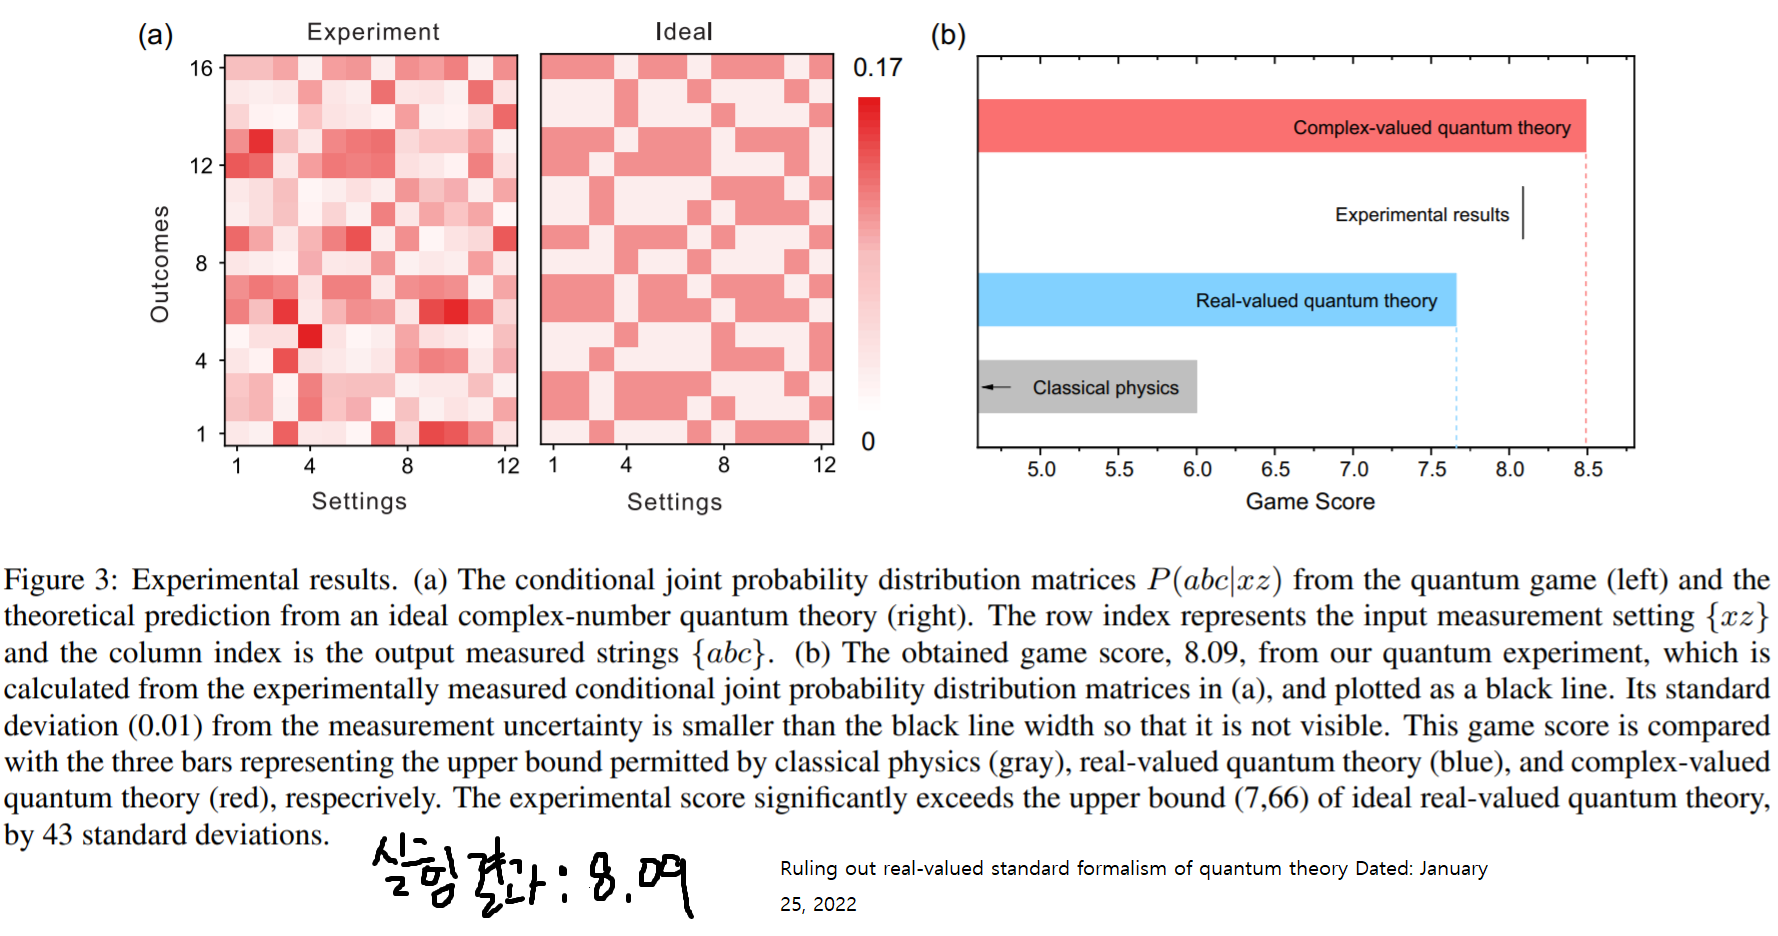 (a)
Experiment
Ideal
16
12
8
4
1
Outcomes
1 4 8 12
Settings
1 4 8 12
Settings
0.17
0
(b)
Complex-valued quantum theory
Experimental results
Real-valued quantum theory
Classical physics
5.0 5.5 6.0 6.5 7.0 7.5 8.0 8.5
Game Score
Figure 3: Experimental results. (a) The conditional joint probability distribution matrices P(abc|xz) from the quantum game (left) and the
theoretical prediction from an ideal complex-number quantum theory (right). The row index represents the input measurement setting {xz}
and the column index is the output measured strings {abc}. (b) The obtained game score, 8.09, from our quantum experiment, which is
calculated from the experimentally measured conditional joint probability distribution matrices in (a), and plotted as a black line. Its standard
deviation (0.01) from the measurement uncertainty is smaller than the black line width so that it is not visible. This game score is compared
with the three bars representing the upper bound permitted by classical physics (gray), real-valued quantum theory (blue), and complex-valued
quantum theory (red), respecrively. The experimental score significantly exceeds the upper bound (7,66) of ideal real-valued quantum theory,
by 43 standard deviations.
실험결과: 8.09
Ruling out real-valued standard formalism of quantum theory Dated: January
25, 2022